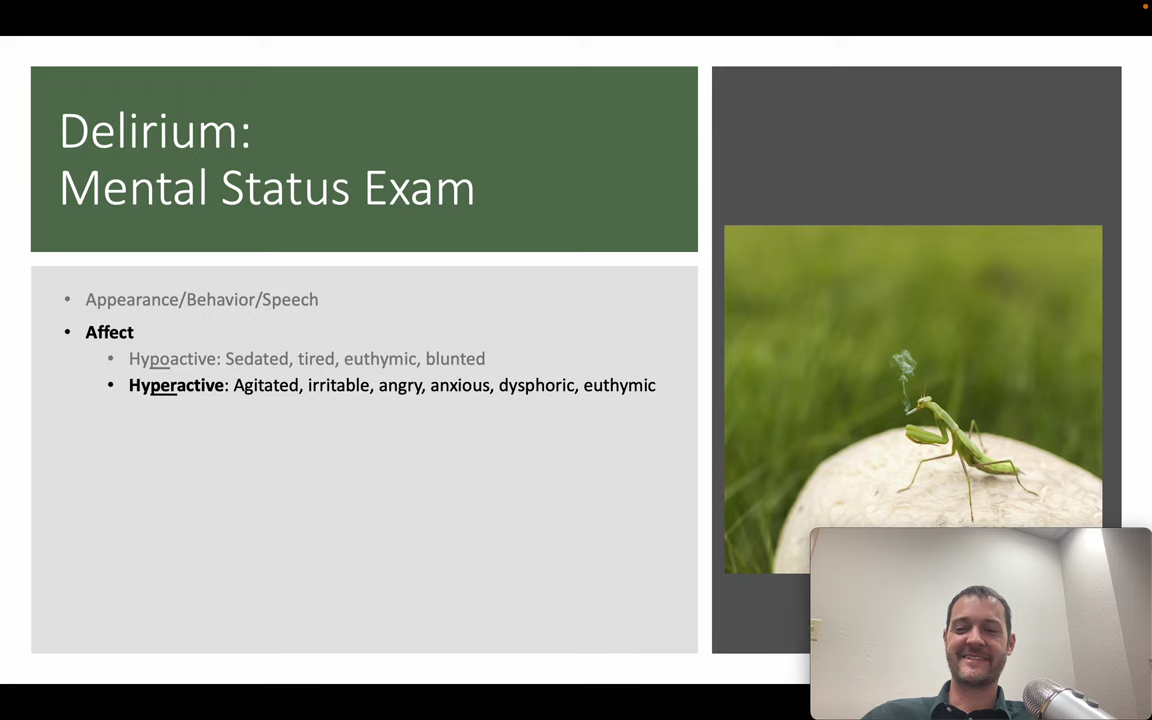 Delirium:
Mental Status Exam
• Appearance/Behavior/Speech
• Affect
• Hypoactive: Sedated, tired, euthymic, blunted
• Hyperactive: Agitated, irritable, angry, anxious, dysphoric, euthymic